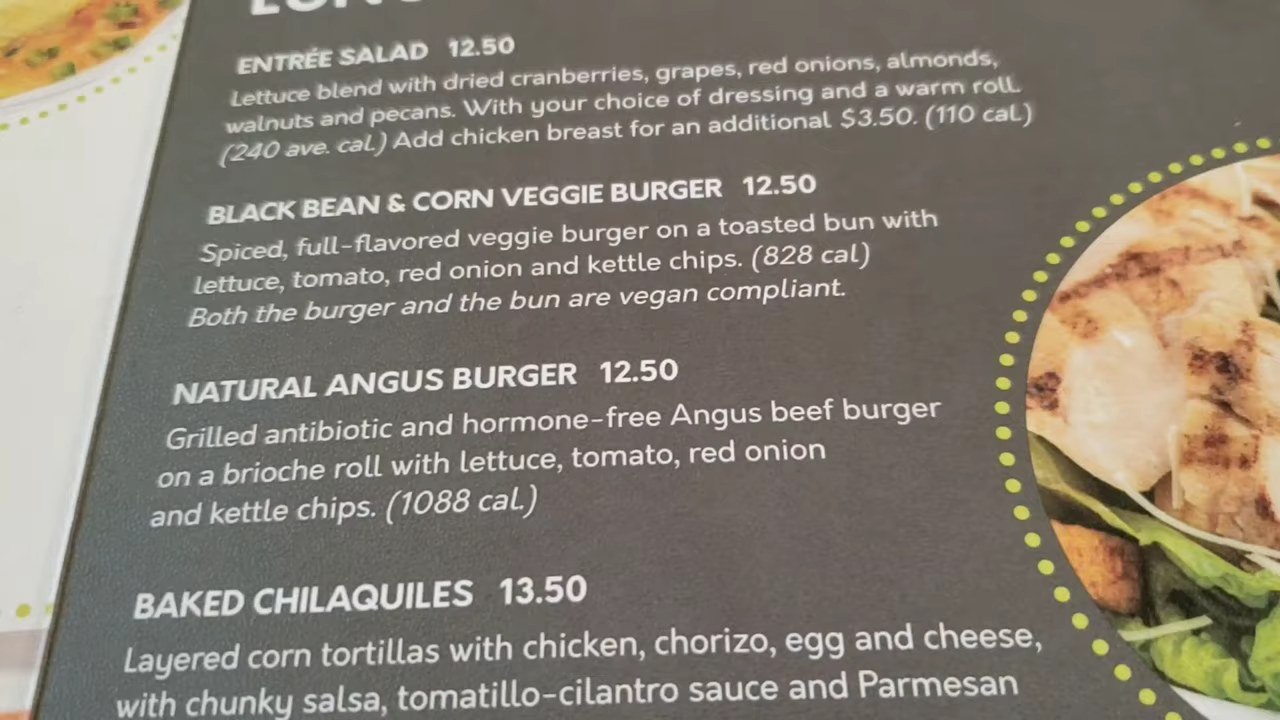 ENTRÉE SALAD 12.50
Lettuce blend with dried cranberries, grapes, red onions, almonds,
walnuts and pecans. With your choice of dressing and a warm roll.
(240 ave. cal.) Add chicken breast for an additional $3.50. (110 cal.)
BLACK BEAN & CORN VEGGIE BURGER 12.50
Spiced, full-flavored veggie burger on a toasted bun with
lettuce, tomato, red onion and kettle chips. (828 cal)
Both the burger and the bun are vegan compliant.
NATURAL ANGUS BURGER 12.50
Grilled antibiotic and hormone-free Angus beef burger
on a brioche roll with lettuce, tomato, red onion
and kettle chips. (1088 cal.)
BAKED CHILAQUILES 13.50
Layered corn tortillas with chicken, chorizo, egg and cheese,
with chunky salsa, tomatillo-cilantro sauce and Parmesan